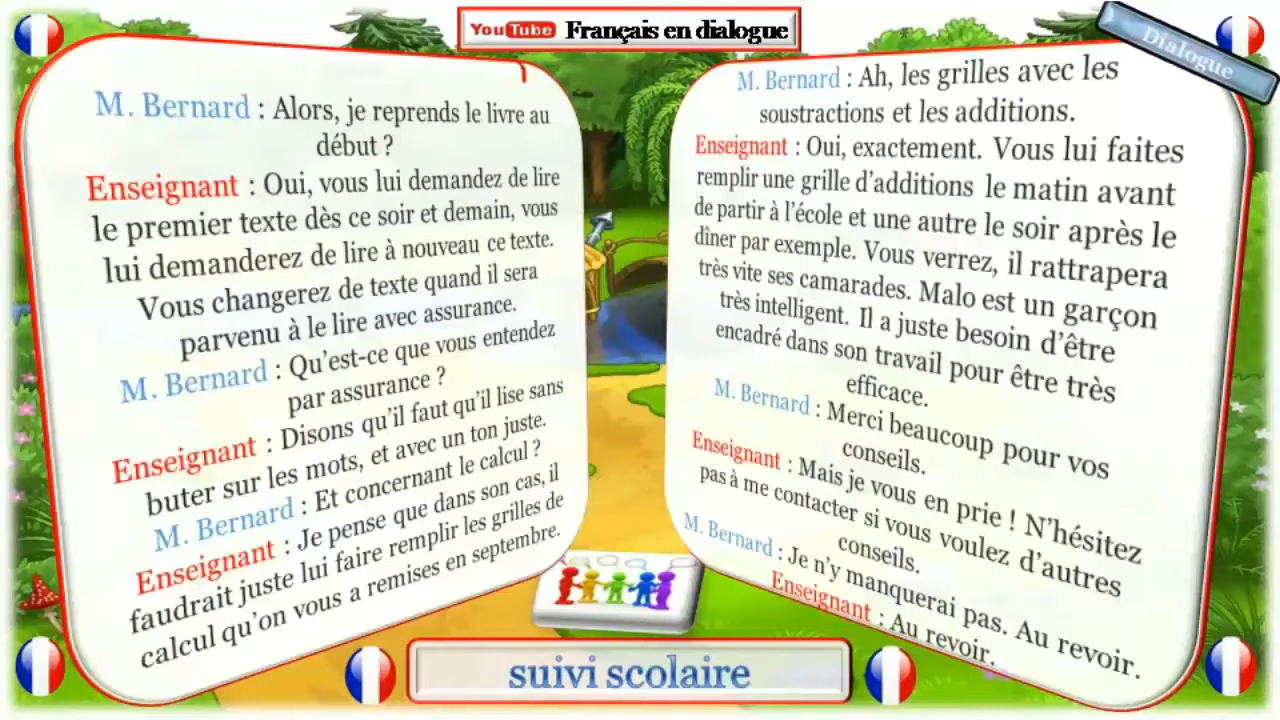 YouTube Français en dialogue
Dialogue
M. Bernard : Alors, je reprends le livre au
début ?
Enseignant : Oui, vous lui demandez de lire
le premier texte dès ce soir et demain, vous
lui demanderez de lire à nouveau ce texte.
Vous changerez de texte quand il sera
parvenu à le lire avec assurance.
M. Bernard : Qu’est-ce que vous entendez
par assurance ?
Enseignant : Disons qu’il faut qu’il lise sans
buter sur les mots, et avec un ton juste.
M. Bernard : Et concernant le calcul ?
Enseignant : Je pense que dans son cas, il
faudrait juste lui faire remplir les grilles de
calcul qu’on vous a remises en septembre.
M. Bernard : Ah, les grilles avec les
soustractions et les additions.
Enseignant : Oui, exactement. Vous lui faites
remplir une grille d’additions le matin avant
de partir à l’école et une autre le soir après le
dîner par exemple. Vous verrez, il rattrapera
très vite ses camarades. Malo est un garçon
très intelligent. Il a juste besoin d’être
encadré dans son travail pour être très
efficace.
M. Bernard : Merci beaucoup pour vos
conseils.
Enseignant : Mais je vous en prie ! N’hésitez
pas à me contacter si vous voulez d’autres
conseils.
M. Bernard : Je n’y manquerai pas. Au revoir.
Enseignant : Au revoir.
suivi scolaire